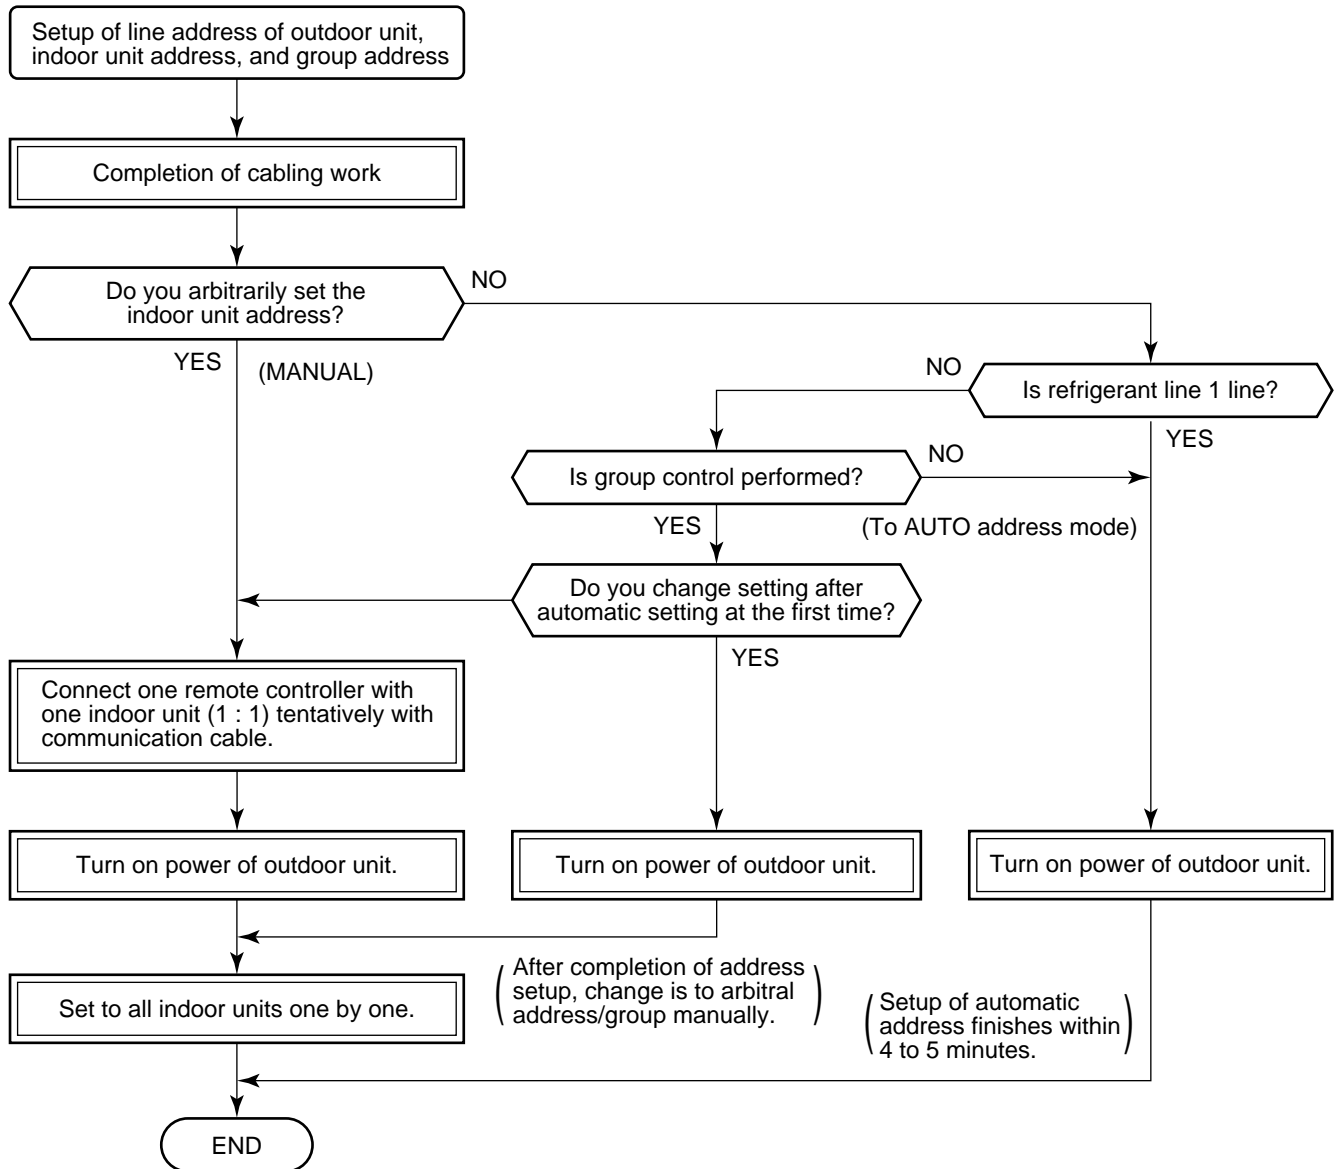 Setup of line address of outdoor unit,
indoor unit address, and group address
Completion of cabling work
Do you arbitrarily set the
indoor unit address?
NO
YES
(MANUAL)
NO
Is refrigerant line 1 line?
YES
Is group control performed?
NO
YES
(To AUTO address mode)
Do you change setting after
automatic setting at the first time?
YES
Connect one remote controller with
one indoor unit (1 : 1) tentatively with
communication cable.
Turn on power of outdoor unit.
Turn on power of outdoor unit.
Turn on power of outdoor unit.
(After completion of address
setup, change is to arbitral
address/group manually.)
Set to all indoor units one by one.
(Setup of automatic
address finishes within
4 to 5 minutes.)
END